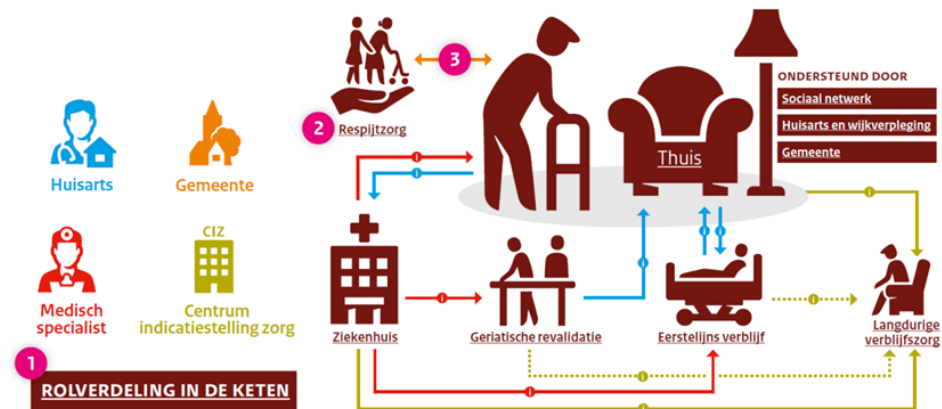 3
2
Respijtzorg
ONDERSTEUND DOOR
Sociaal netwerk
Huisarts en wijkverpleging
Gemeente
Thuis
Huisarts
Gemeente
CIZ
Medisch
specialist
Centrum
indicatiestelling zorg
Ziekenhuis
Geriatische revalidatie
Eerstelijns verblijf
Langdurige
verblijfszorg
1
ROLVERDELING IN DE KETEN
i
i
i
i
i
i
i
i
i
i
i